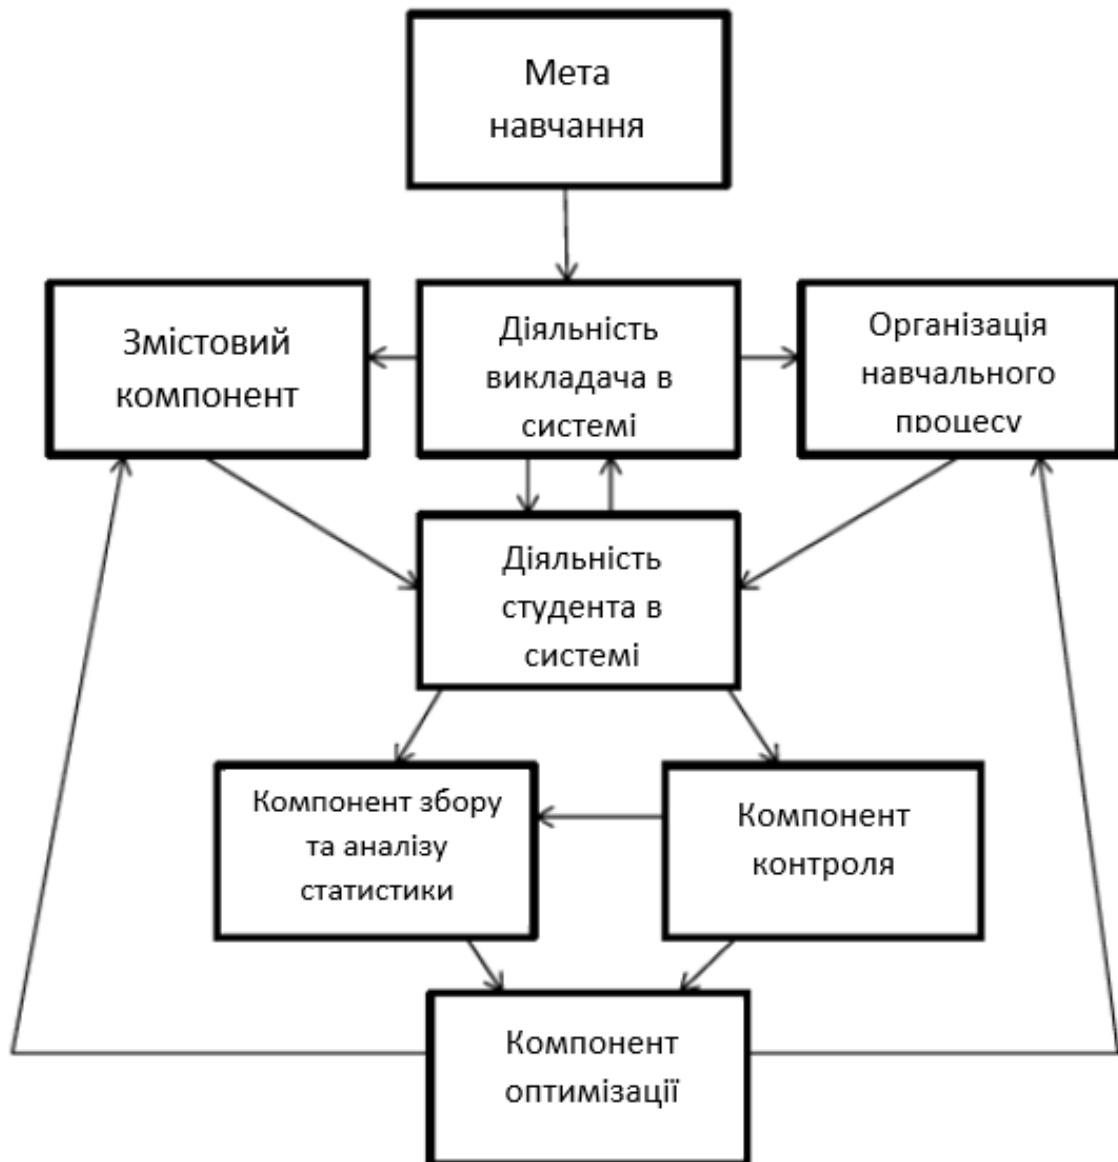 Мета
навчання
Змістовий
компонент
Діяльність
викладача в
системі
Організація
навчального
процесу
Діяльність
студента в
системі
Компонент збору
та аналізу
статистики
Компонент
контроля
Компонент
оптимізації